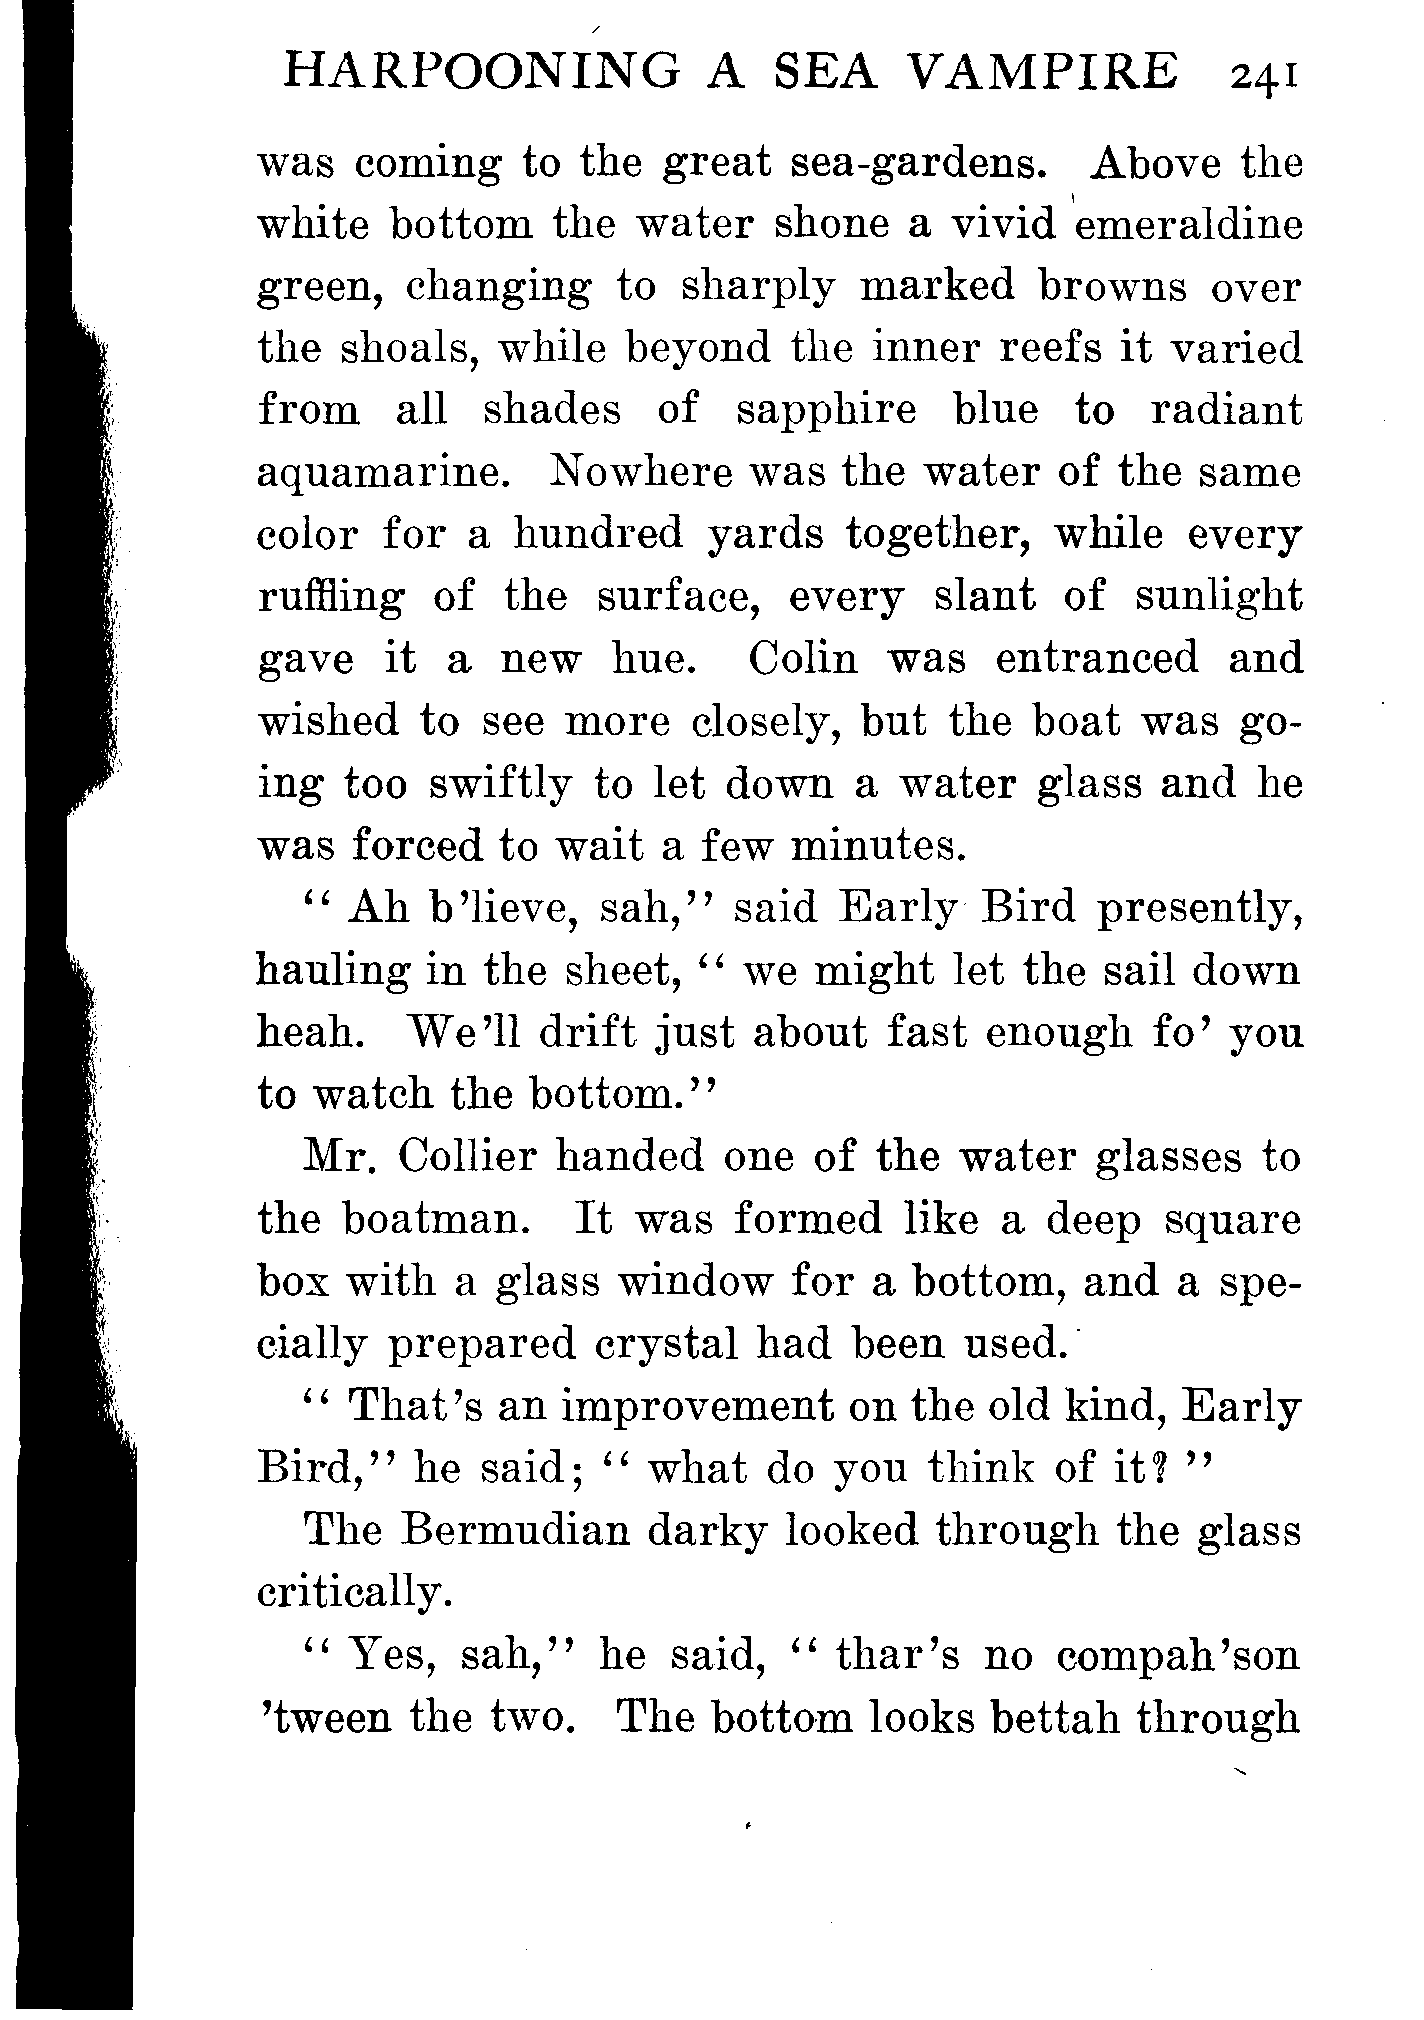 HARPOONING A SEA VAMPIRE 241
was coming to the great sea-gardens. Above the
white bottom the water shone a vivid emeraldine
green, changing to sharply marked browns over
the shoals, while beyond the inner reefs it varied
from all shades of sapphire blue to radiant
aquamarine. Nowhere was the water of the same
color for a hundred yards together, while every
ruffling of the surface, every slant of sunlight
gave it a new hue. Colin was entranced and
wished to see more closely, but the boat was go-
ing too swiftly to let down a water glass and he
was forced to wait a few minutes.
“ Ah b’lieve, sah,” said Early Bird presently,
hauling in the sheet, “ we might let the sail down
heah. We’ll drift just about fast enough fo’ you
to watch the bottom.”
Mr. Collier handed one of the water glasses to
the boatman. It was formed like a deep square
box with a glass window for a bottom, and a spe-
cially prepared crystal had been used.
“ That’s an improvement on the old kind, Early
Bird,” he said; “ what do you think of it? ”
The Bermudian darky looked through the glass
critically.
“ Yes, sah,” he said, “ thar’s no compah’son
’tween the two. The bottom looks bettah through